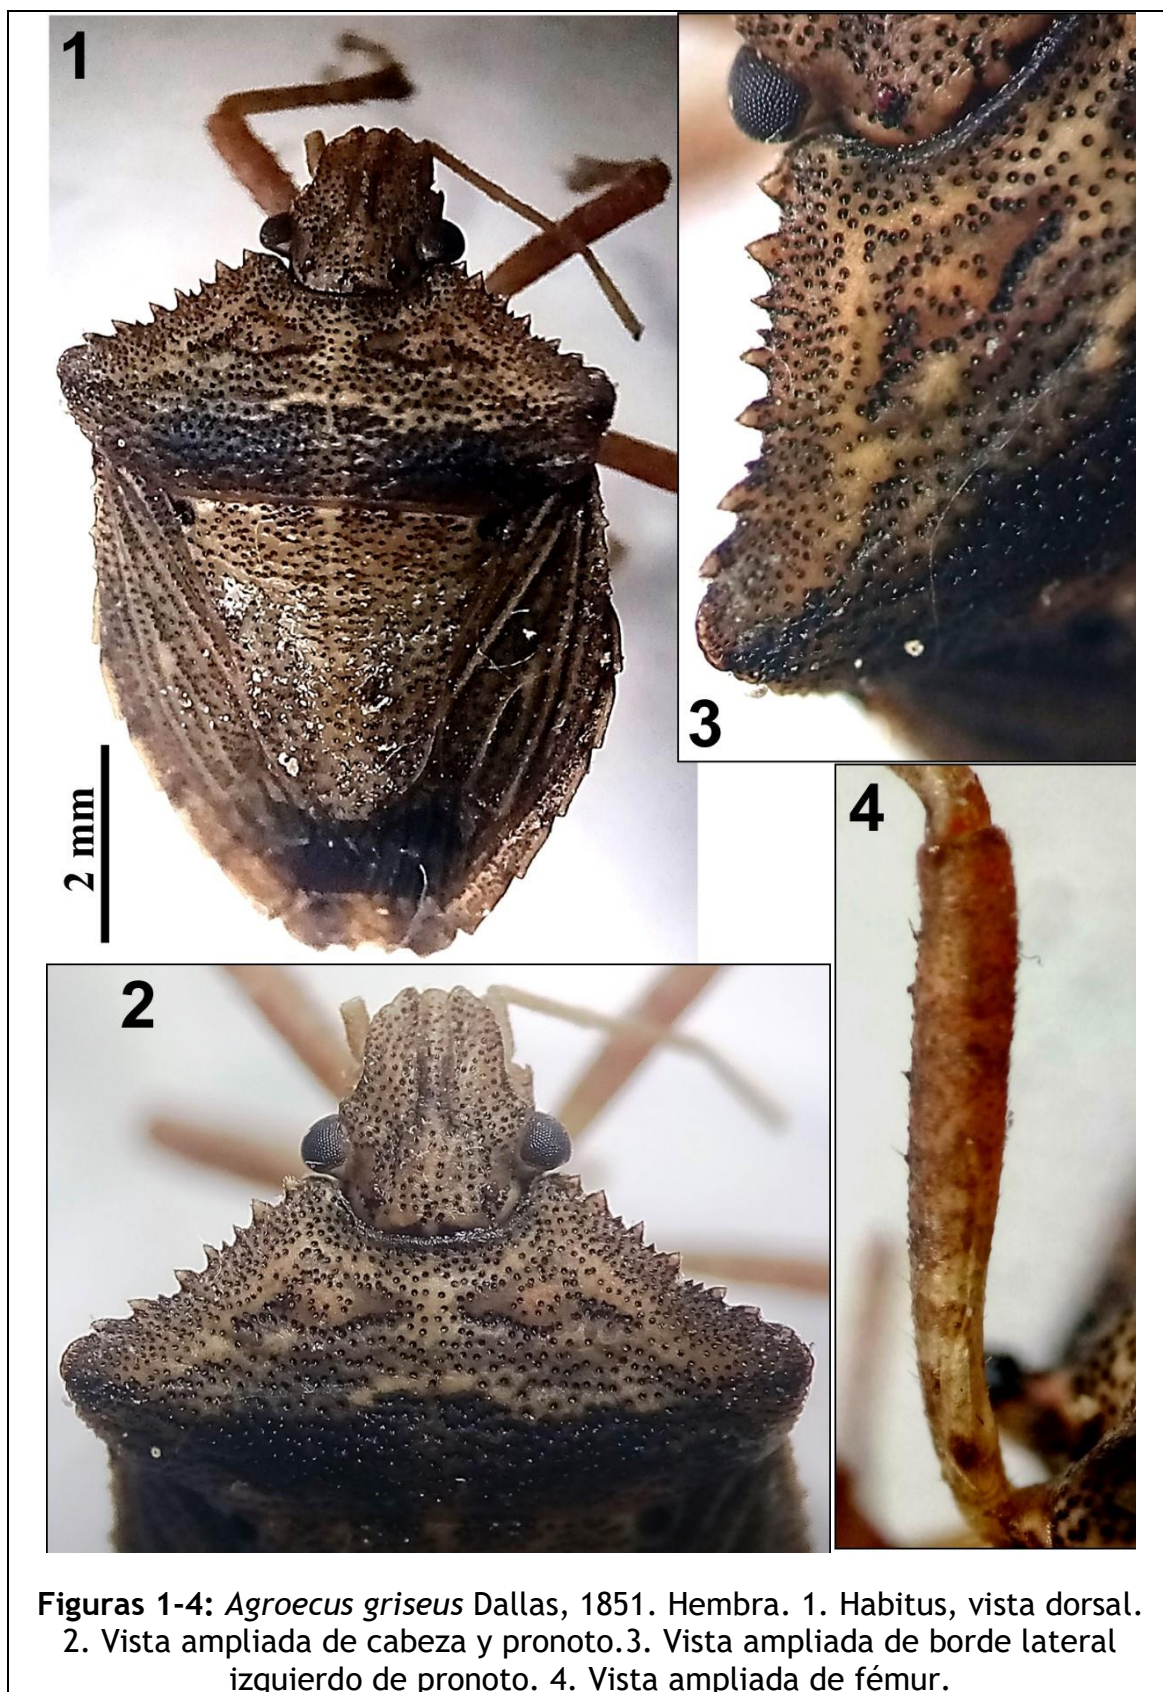 1
3
2 mm
4
2
Figuras 1-4: Agroecus griseus Dallas, 1851. Hembra. 1. Habitus, vista dorsal.
2. Vista ampliada de cabeza y pronoto.3. Vista ampliada de borde lateral
izquierdo de pronoto. 4. Vista ampliada de fémur.